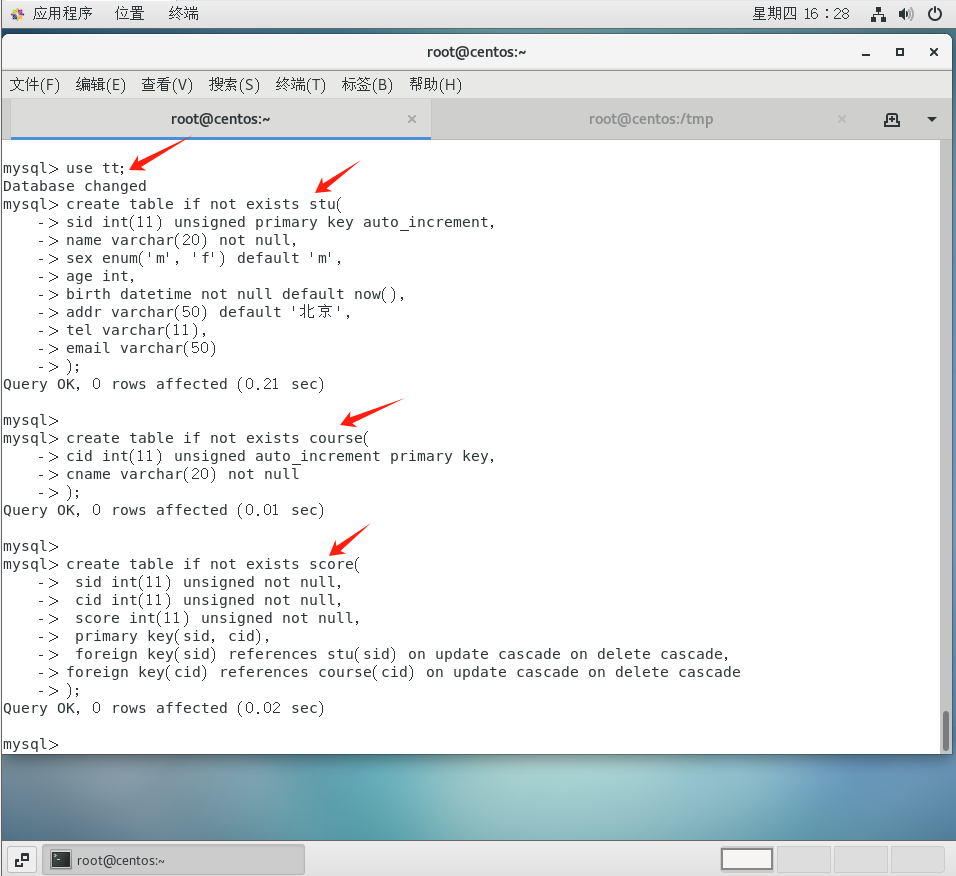 应用程序 位置 终端 星期四 16：28
root@centos:~
文件(F) 编辑(E) 查看(V) 搜索(S) 终端(T) 标签(B) 帮助(H)
root@centos:~ × root@centos:/tmp ×
mysql> use tt;
Database changed
mysql> create table if not exists stu(
    -> sid int(11) unsigned primary key auto_increment,
    -> name varchar(20) not null,
    -> sex enum('m', 'f') default 'm',
    -> age int,
    -> birth datetime not null default now(),
    -> addr varchar(50) default '北京',
    -> tel varchar(11),
    -> email varchar(50)
    -> );
Query OK, 0 rows affected (0.21 sec)
mysql>
mysql> create table if not exists course(
    -> cid int(11) unsigned auto_increment primary key,
    -> cname varchar(20) not null
    -> );
Query OK, 0 rows affected (0.01 sec)
mysql>
mysql> create table if not exists score(
    ->  sid int(11) unsigned not null,
    ->  cid int(11) unsigned not null,
    ->  score int(11) unsigned not null,
    ->  primary key(sid, cid),
    ->  foreign key(sid) references stu(sid) on update cascade on delete cascade,
    -> foreign key(cid) references course(cid) on update cascade on delete cascade
    -> );
Query OK, 0 rows affected (0.02 sec)
mysql>
root@centos:~